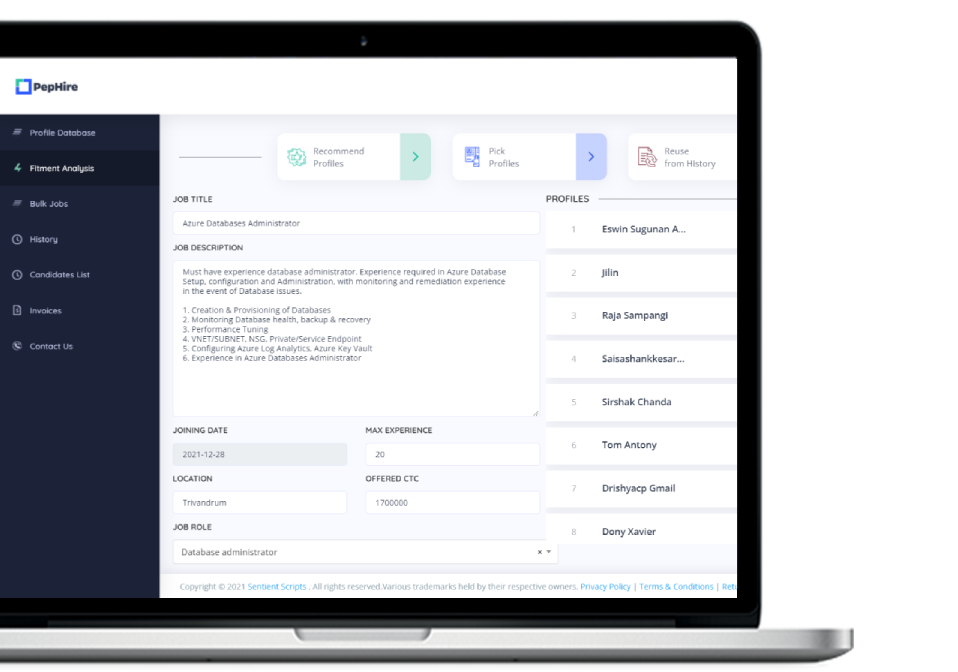 PepHire
Profile Database
Fitment Analysis
Bulk Jobs
History
Candidates List
Invoices
Contact Us
Recommend
Profiles
Pick
Profiles
Reuse
from History
JOB TITLE
Azure Databases Administrator
JOB DESCRIPTION
Must have experience database administrator. Experience required in Azure Database
Setup, configuration and Administration, with monitoring and remediation experience
in the event of Database issues.
1. Creation & Provisioning of Databases
2. Monitoring Database health, backup & recovery
3. Performance Tuning
4. VNET/SUBNET, NSG, Private/Service Endpoint
5. Configuring Azure Log Analytics, Azure Key Vault
6. Experience in Azure Databases Administrator
JOINING DATE
2021-12-28
MAX EXPERIENCE
20
LOCATION
Trivandrum
OFFERED CTC
1700000
JOB ROLE
Database administrator
PROFILES
1 Eswin Sugunan A...
2 Jilin
3 Raja Sampangi
4 Saisashankkesar...
5 Sirshak Chanda
6 Tom Antony
7 Drishyacp Gmail
8 Dony Xavier
Copyright © 2021 Sentient Scripts . All rights reserved.Various trademarks held by their respective owners. Privacy Policy | Terms & Conditions |